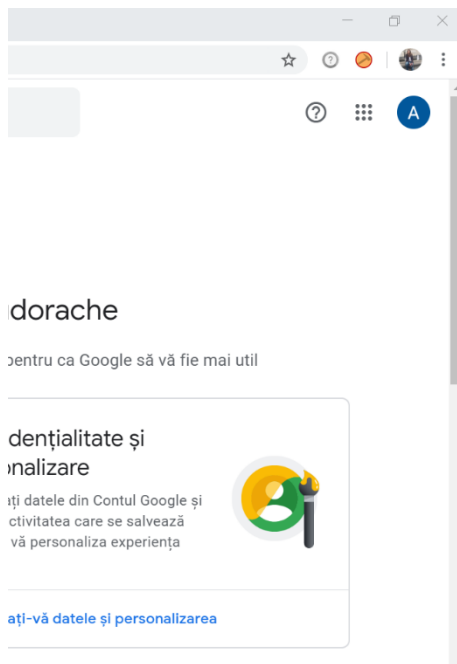 A
dorache
pentru ca Google să vă fie mai util
dențialitate și
onalizare
ați datele din Contul Google și
ctivitatea care se salvează
vă personaliza experiența
ați-vă datele și personalizarea